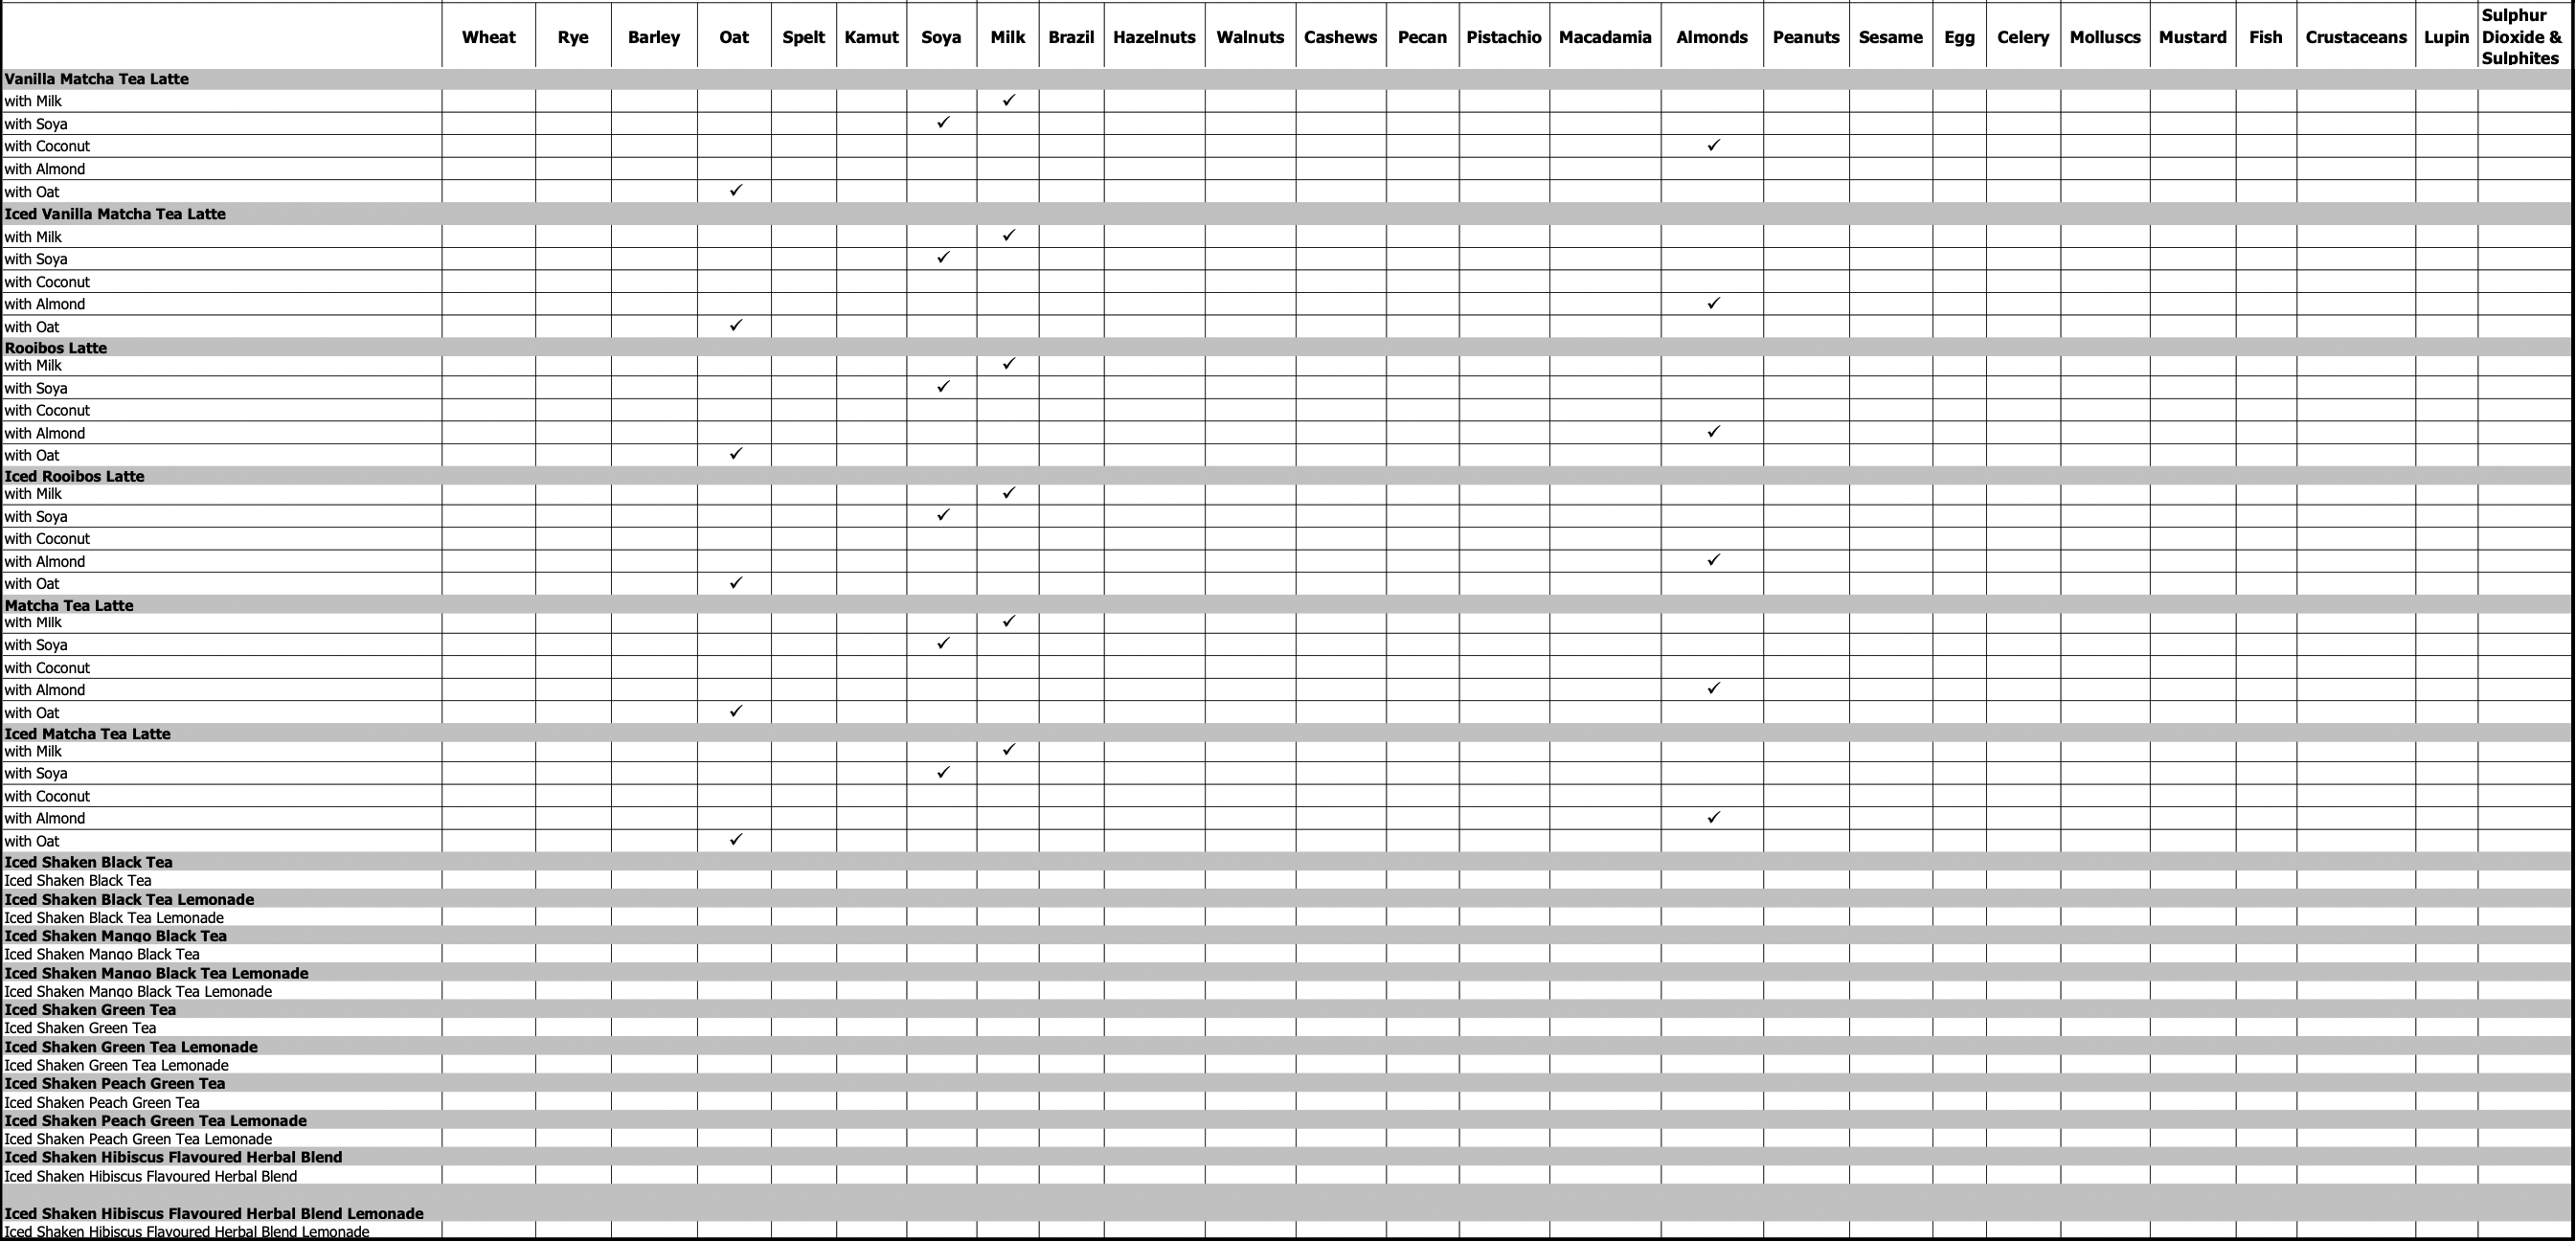 Wheat Rye Barley Oat Spelt Kamut Soya Milk Brazil Hazelnuts Walnuts Cashews Pecan Pistachio Macadamia Almonds Peanuts Sesame Egg Celery Molluscs Mustard Fish Crustaceans Lupin Sulphur Dioxide & Sulphites
Vanilla Matcha Tea Latte
with Milk ✓
with Soya ✓
with Coconut ✓
with Almond
with Oat ✓
Iced Vanilla Matcha Tea Latte
with Milk ✓
with Soya ✓
with Coconut
with Almond ✓
with Oat ✓
Rooibos Latte
with Milk ✓
with Soya ✓
with Coconut
with Almond ✓
with Oat ✓
Iced Rooibos Latte
with Milk ✓
with Soya ✓
with Coconut
with Almond ✓
with Oat ✓
Matcha Tea Latte
with Milk ✓
with Soya ✓
with Coconut
with Almond ✓
with Oat ✓
Iced Matcha Tea Latte
with Milk ✓
with Soya ✓
with Coconut
with Almond ✓
with Oat ✓
Iced Shaken Black Tea
Iced Shaken Black Tea
Iced Shaken Black Tea Lemonade
Iced Shaken Black Tea Lemonade
Iced Shaken Mango Black Tea
Iced Shaken Mango Black Tea
Iced Shaken Mango Black Tea Lemonade
Iced Shaken Mango Black Tea Lemonade
Iced Shaken Green Tea
Iced Shaken Green Tea
Iced Shaken Green Tea Lemonade
Iced Shaken Green Tea Lemonade
Iced Shaken Peach Green Tea
Iced Shaken Peach Green Tea
Iced Shaken Peach Green Tea Lemonade
Iced Shaken Peach Green Tea Lemonade
Iced Shaken Hibiscus Flavoured Herbal Blend
Iced Shaken Hibiscus Flavoured Herbal Blend
Iced Shaken Hibiscus Flavoured Herbal Blend Lemonade
Iced Shaken Hibiscus Flavoured Herbal Blend Lemonade